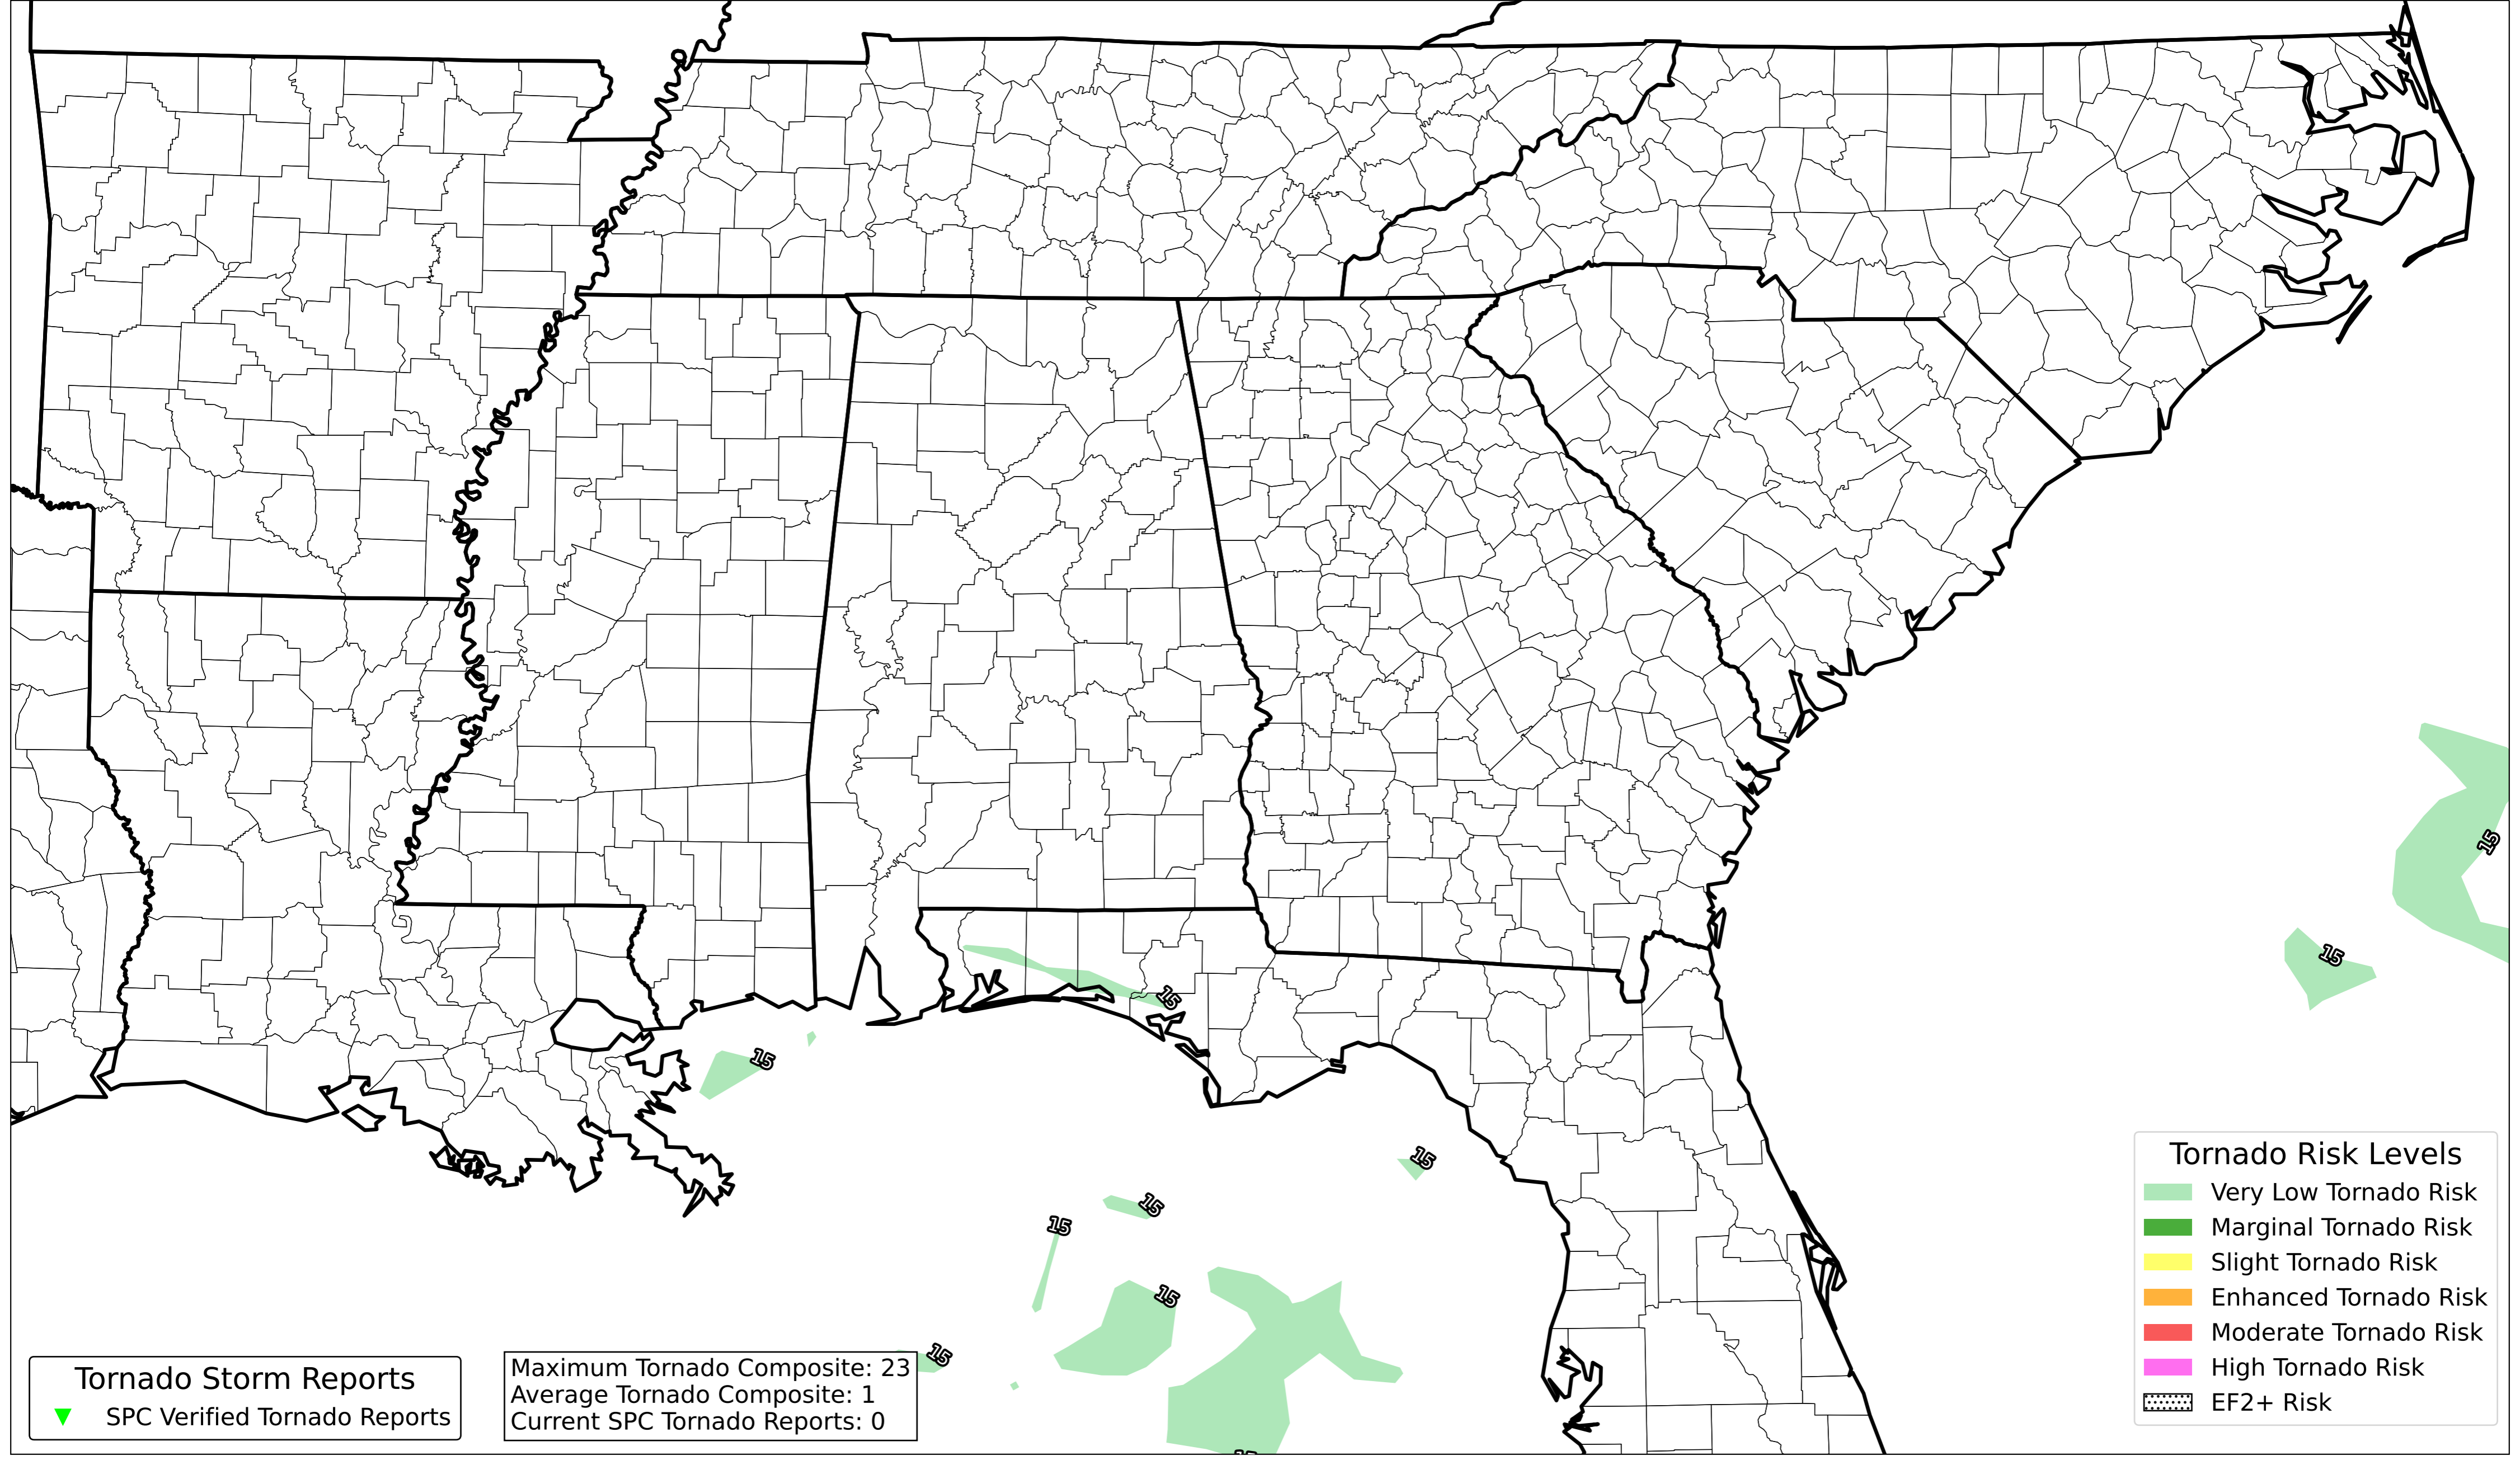 15
15
15
15
15
15
15
15
15
Tornado Risk Levels
Very Low Tornado Risk
Marginal Tornado Risk
Slight Tornado Risk
Enhanced Tornado Risk
Moderate Tornado Risk
High Tornado Risk
EF2+ Risk
Tornado Storm Reports
SPC Verified Tornado Reports
Maximum Tornado Composite: 23
Average Tornado Composite: 1
Current SPC Tornado Reports: 0